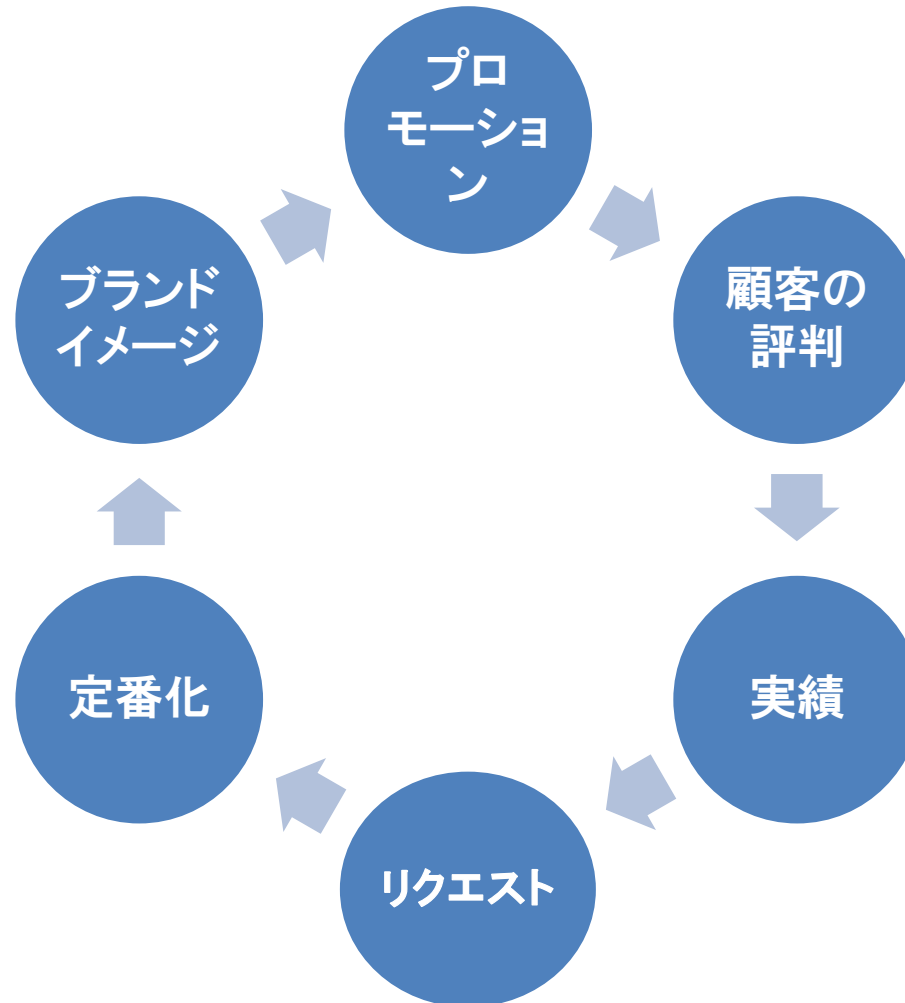 プロ
モーショ
ン
顧客の
評判
実績
リクエスト
定番化
ブランド
イメージ